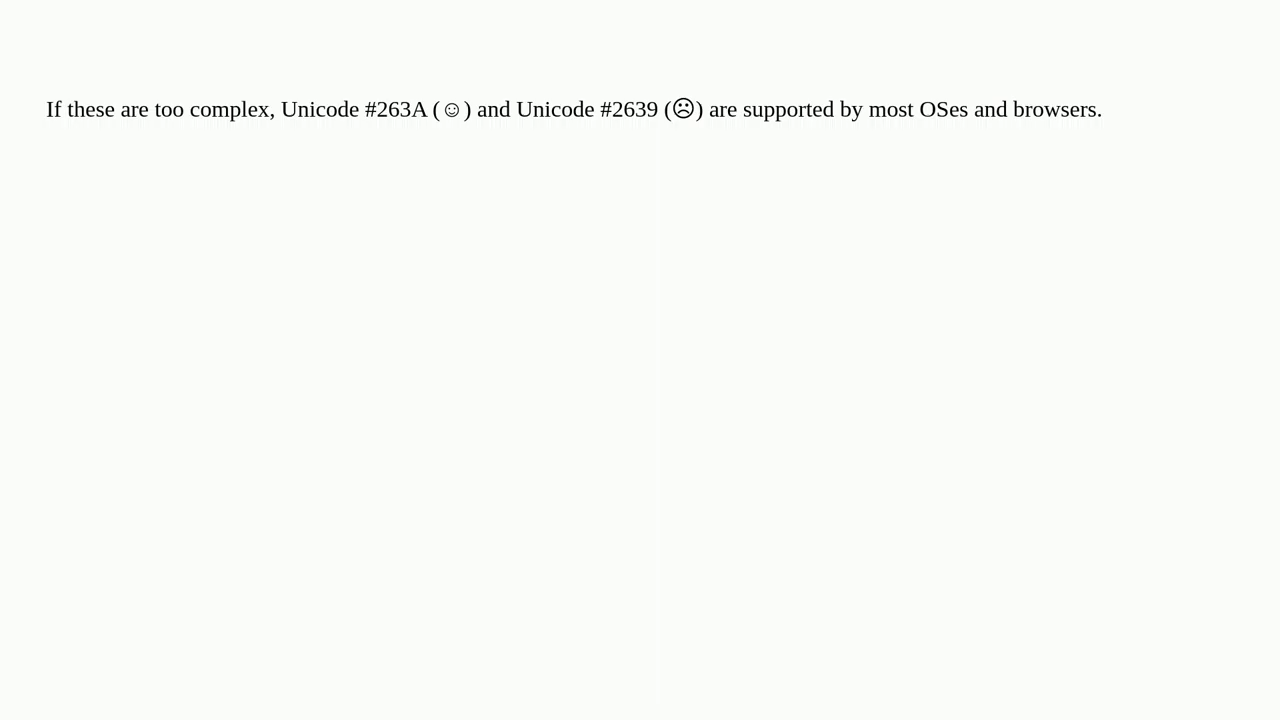 If these are too complex, Unicode #263A (☺) and Unicode #2639 (☹) are supported by most OSes and browsers.